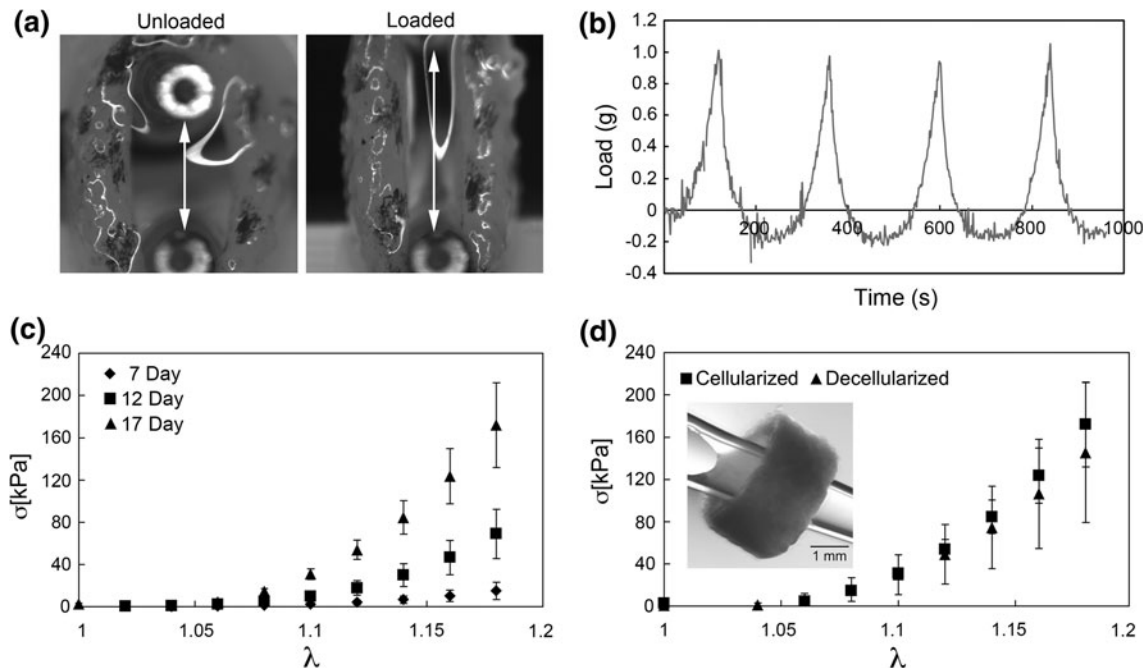 (a)
Unloaded
Loaded
(b)
1.2
1.0
0.8
0.6
0.4
0.2
0
-0.2
-0.4
200
400
600
800
1000
Load (g)
Time (s)
(c)
240
200
160
120
80
40
0
1
1.05
1.1
1.15
1.2
σ[kPa]
λ
7 Day
12 Day
17 Day
(d)
240
200
160
120
80
40
0
1
1.05
1.1
1.15
1.2
σ[kPa]
λ
Cellularized
Decellularized
1 mm